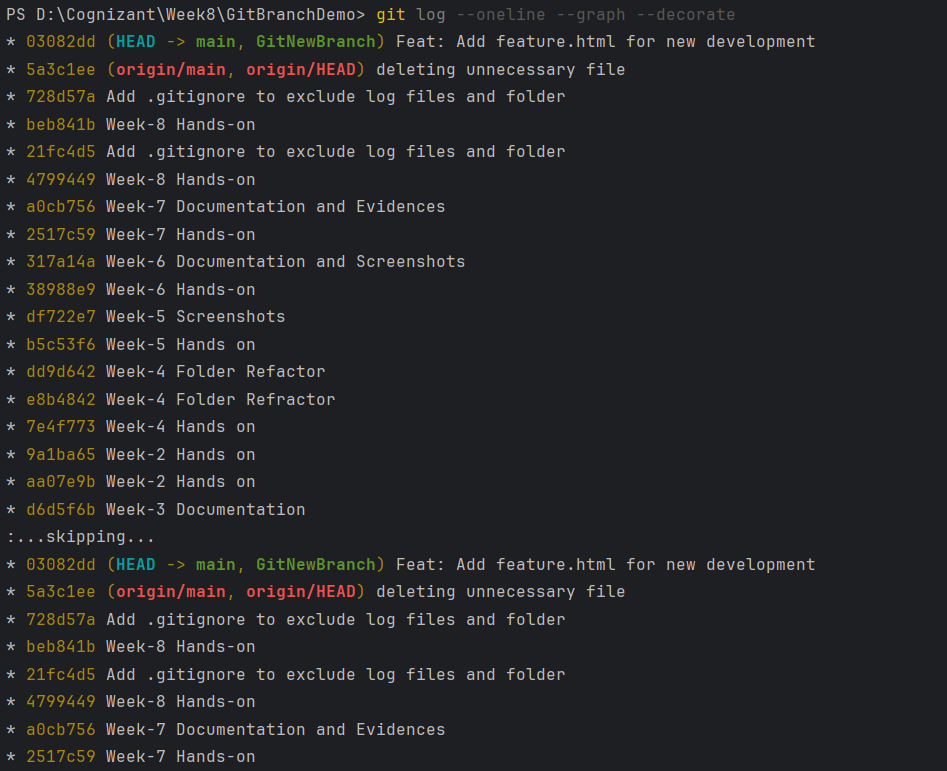 PS D:\Cognizant\Week8\GitBranchDemo> git log --oneline --graph --decorate
* 03082dd (HEAD -> main, GitNewBranch) Feat: Add feature.html for new development
* 5a3c1ee (origin/main, origin/HEAD) deleting unnecessary file
* 728d57a Add .gitignore to exclude log files and folder
* beb841b Week-8 Hands-on
* 21fc4d5 Add .gitignore to exclude log files and folder
* 4799449 Week-8 Hands-on
* a0cb756 Week-7 Documentation and Evidences
* 2517c59 Week-7 Hands-on
* 317a14a Week-6 Documentation and Screenshots
* 38988e9 Week-6 Hands-on
* df722e7 Week-5 Screenshots
* b5c53f6 Week-5 Hands on
* dd9d642 Week-4 Folder Refactor
* e8b4842 Week-4 Folder Refractor
* 7e4f773 Week-4 Hands on
* 9a1ba65 Week-2 Hands on
* aa07e9b Week-2 Hands on
* d6d5f6b Week-3 Documentation
:...skipping...
* 03082dd (HEAD -> main, GitNewBranch) Feat: Add feature.html for new development
* 5a3c1ee (origin/main, origin/HEAD) deleting unnecessary file
* 728d57a Add .gitignore to exclude log files and folder
* beb841b Week-8 Hands-on
* 21fc4d5 Add .gitignore to exclude log files and folder
* 4799449 Week-8 Hands-on
* a0cb756 Week-7 Documentation and Evidences
* 2517c59 Week-7 Hands-on